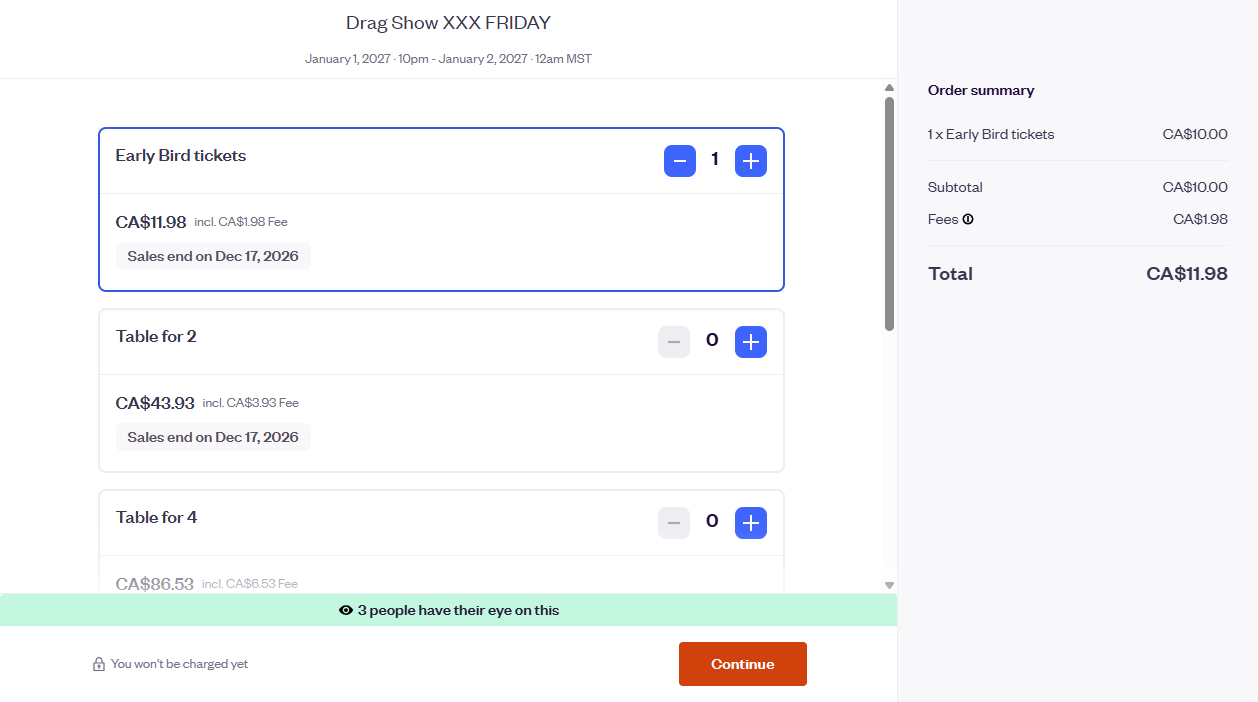 Drag Show XXX FRIDAY
January 1, 2027 · 10pm - January 2, 2027 · 12am MST
Early Bird tickets
1
CA$11.98 incl. CA$1.98 Fee
Sales end on Dec 17, 2026
Table for 2
0
CA$43.93 incl. CA$3.93 Fee
Sales end on Dec 17, 2026
Table for 4
0
CA$86.53 incl. CA$6.53 Fee
3 people have their eye on this
You won't be charged yet
Continue
Order summary
1 x Early Bird tickets CA$10.00
Subtotal CA$10.00
Fees CA$1.98
Total CA$11.98